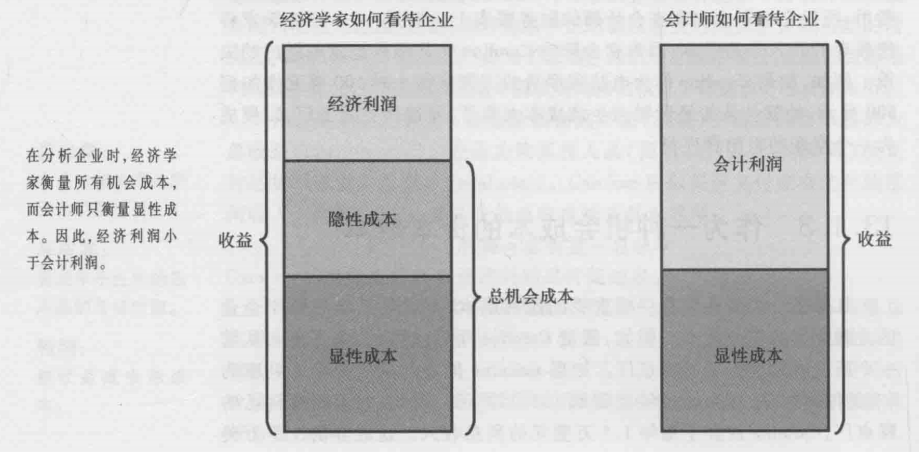 经济学家如何看待企业
会计师如何看待企业
在分析企业时,经济学
家衡量所有机会成本,
而会计师只衡量显性成
本。因此,经济利润小
于会计利润。
收益
经济利润
隐性成本
显性成本
总机会成本
会计利润
显性成本
收益